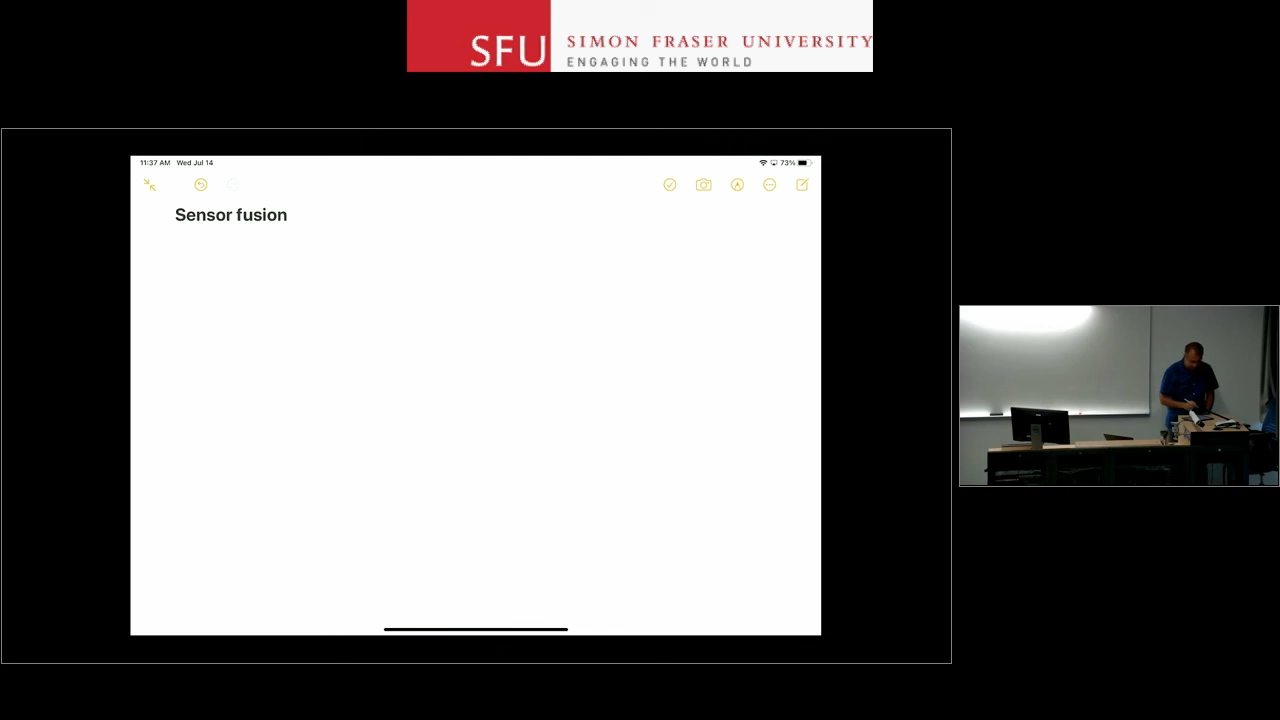 SFU SIMON FRASER UNIVERSITY
ENGAGING THE WORLD
11:37 AM Wed Jul 14
73%
Sensor fusion